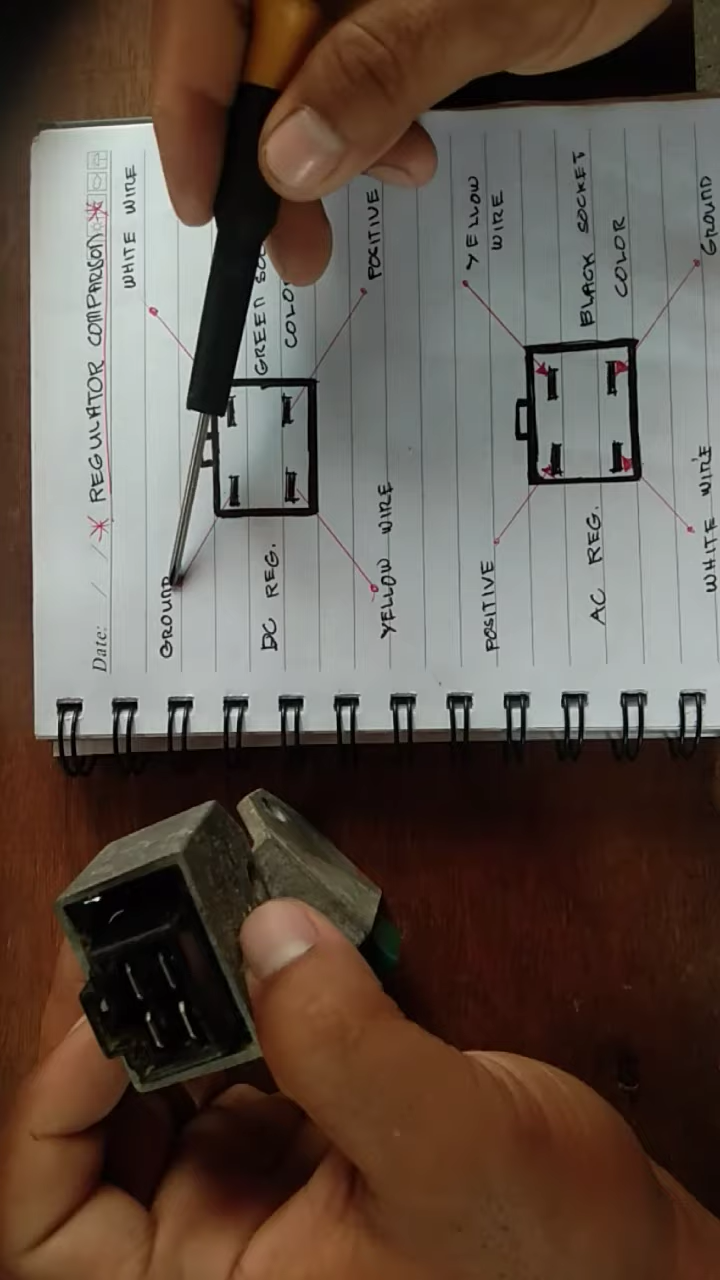 Date: / /
* REGULATOR COMPARISON *
WHITE WIRE
GROUND
GREEN
DC REG.
POSITIVE
YELLOW WIRE
YELLOW
WIRE
POSITIVE
BLACK SOCKET
COLOR
AC REG.
GROUND
WHITE WIRE